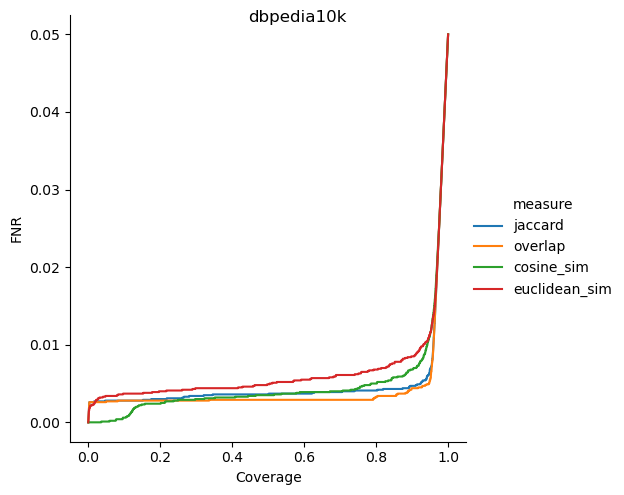 dbpedia10k
0.05
0.04
0.03
0.02
0.01
0.00
FNR
0.0 0.2 0.4 0.6 0.8 1.0
Coverage
measure
jaccard
overlap
cosine_sim
euclidean_sim